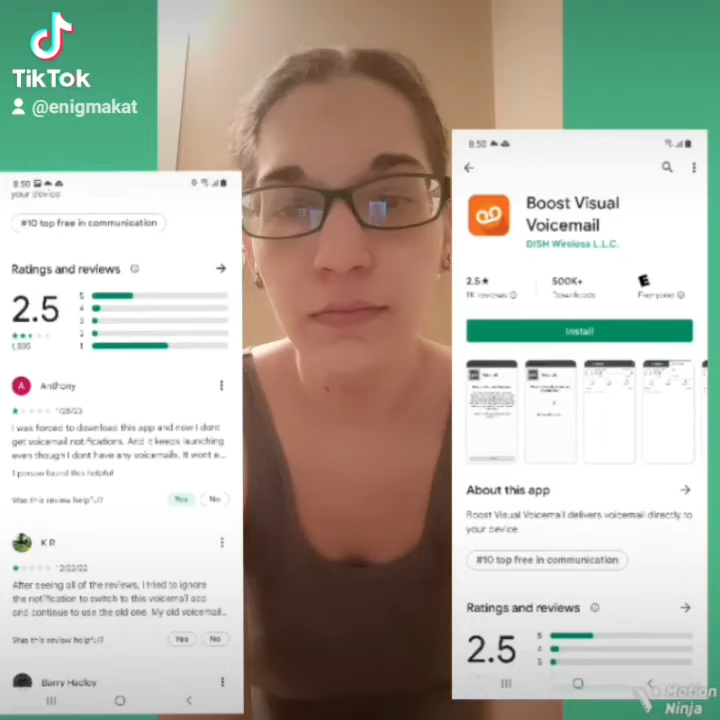 TikTok
@enigmakat
8:50
your device
#10 top free in communication
Ratings and reviews
2.5
5
4
3
2
1
Anthony
1/28/23
I was forced to download this app and now I dont
get voicemail notifications. And it keeps launching
even though I dont have any voicemails. It wont e...
1 person found this helpful
Was this review helpful?
Yes
No
K R
12/22/22
After seeing all of the reviews, I tried to ignore
the notification to switch to this voicemail app
and continue to use the old one. My old voicemail...
Was this review helpful?
Yes
No
Barry Hadley
8:50
Boost Visual
Voicemail
DISH Wireless L.L.C.
2.5★
1K reviews
500K+
Downloads
E
Everyone
Install
About this app
Boost Visual Voicemail delivers voicemail directly to
your device
#10 top free in communication
Ratings and reviews
2.5
5
4
3
Motion
Ninja